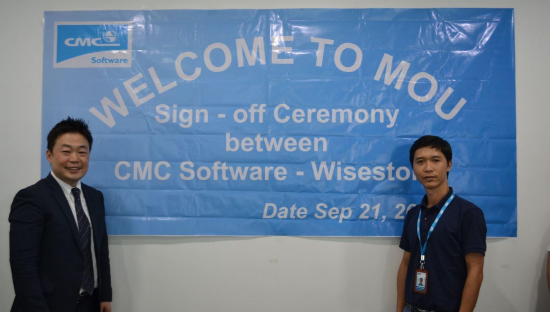 CMC
Software
WELCOME TO MOU
Sign - off Ceremony
between
CMC Software - Wisesto
Date Sep 21, 20